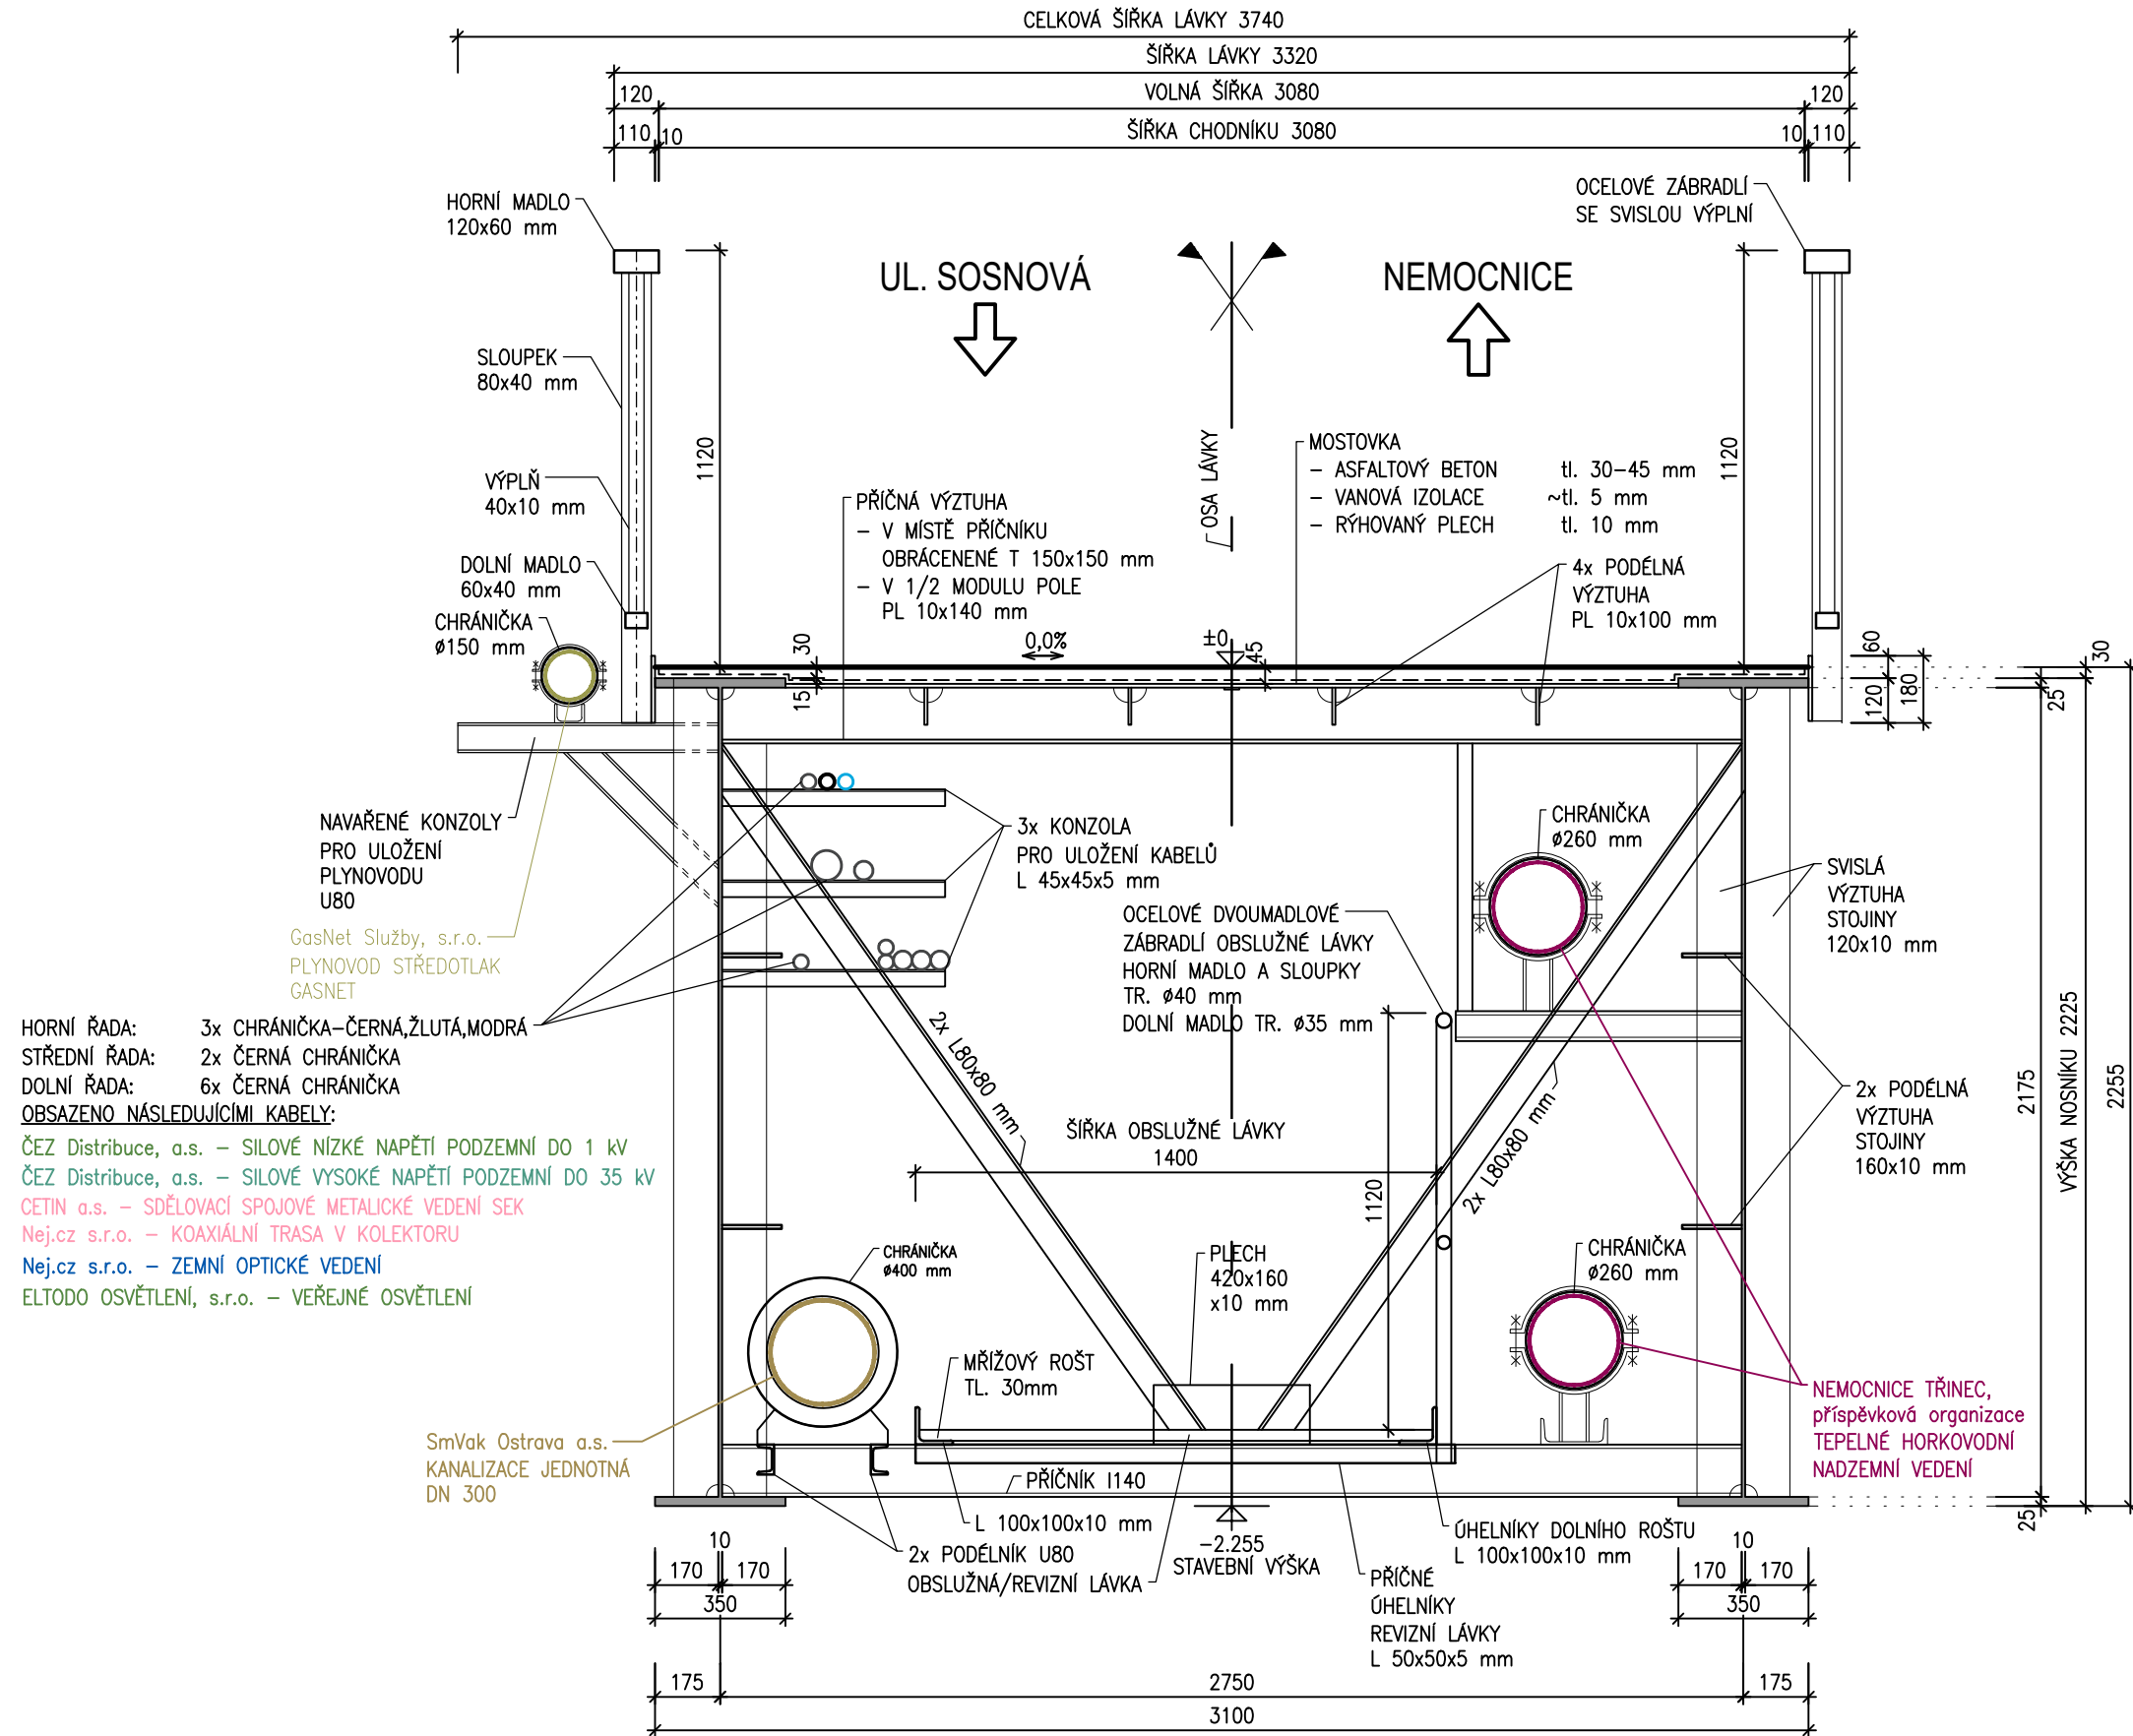 CELKOVÁ ŠÍŘKA LÁVKY 3740
ŠÍŘKA LÁVKY 3320
120
VOLNÁ ŠÍŘKA 3080
120
110
10
ŠÍŘKA CHODNÍKU 3080
10
110
HORNÍ MADLO
120x60 mm
OCELOVÉ ZÁBRADLÍ
SE SVISLOU VÝPLNÍ
UL. SOSNOVÁ
NEMOCNICE
SLOUPEK
80x40 mm
1120
OSA LÁVKY
1120
MOSTOVKA
- ASFALTOVÝ BETON tl. 30-45 mm
- VANOVÁ IZOLACE ~tl. 5 mm
- RÝHOVANÝ PLECH tl. 10 mm
VÝPLŇ
40x10 mm
PŘÍČNÁ VÝZTUHA
- V MÍSTĚ PŘÍČNÍKU
OBRÁCENENÉ T 150x150 mm
- V 1/2 MODULU POLE
PL 10x140 mm
DOLNÍ MADLO
60x40 mm
4x PODÉLNÁ
VÝZTUHA
PL 10x100 mm
CHRÁNIČKA
ø150 mm
30
15
0,0%
±0
45
60
120
180
30
25
NAVAŘENÉ KONZOLY
PRO ULOŽENÍ
PLYNOVODU
U80
3x KONZOLA
PRO ULOŽENÍ KABELŮ
L 45x45x5 mm
CHRÁNIČKA
ø260 mm
SVISLÁ
VÝZTUHA
STOJINY
120x10 mm
GasNet Služby, s.r.o.
PLYNOVOD STŘEDOTLAK
GASNET
OCELOVÉ DVOUMADLOVÉ
ZÁBRADLÍ OBSLUŽNÉ LÁVKY
HORNÍ MADLO A SLOUPKY
TR. ø40 mm
DOLNÍ MADLO TR. ø35 mm
HORNÍ ŘADA: 3x CHRÁNIČKA-ČERNÁ,ŽLUTÁ,MODRÁ
STŘEDNÍ ŘADA: 2x ČERNÁ CHRÁNIČKA
DOLNÍ ŘADA: 6x ČERNÁ CHRÁNIČKA
OBSAZENO NÁSLEDUJÍCÍMI KABELY:
ČEZ Distribuce, a.s. - SILOVÉ NÍZKÉ NAPĚTÍ PODZEMNÍ DO 1 kV
ČEZ Distribuce, a.s. - SILOVÉ VYSOKÉ NAPĚTÍ PODZEMNÍ DO 35 kV
CETIN a.s. - SDĚLOVACÍ SPOJOVÉ METALICKÉ VEDENÍ SEK
Nej.cz s.r.o. - KOAXIÁLNÍ TRASA V KOLEKTORU
Nej.cz s.r.o. - ZEMNÍ OPTICKÉ VEDENÍ
ELTODO OSVĚTLENÍ, s.r.o. - VEŘEJNÉ OSVĚTLENÍ
2x L80x80 mm
2x L80x80 mm
ŠÍŘKA OBSLUŽNÉ LÁVKY
1400
1120
2x PODÉLNÁ
VÝZTUHA
STOJINY
160x10 mm
2175
VÝŠKA NOSNÍKU 2225
2255
CHRÁNIČKA
ø400 mm
PLECH
420x160
x10 mm
CHRÁNIČKA
ø260 mm
MŘÍŽOVÝ ROŠT
TL. 30mm
NEMOCNICE TŘINEC,
příspěvková organizace
TEPELNÉ HORKOVODNÍ
NADZEMNÍ VEDENÍ
SmVak Ostrava a.s.
KANALIZACE JEDNOTNÁ
DN 300
PŘÍČNÍK I140
25
L 100x100x10 mm
2x PODÉLNÍK U80
OBSLUŽNÁ/REVIZNÍ LÁVKA
-2.255
STAVEBNÍ VÝŠKA
ÚHELNÍKY DOLNÍHO ROŠTU
L 100x100x10 mm
PŘÍČNÉ
ÚHELNÍKY
REVIZNÍ LÁVKY
L 50x50x5 mm
10
170
170
350
10
170
170
350
175
2750
175
3100